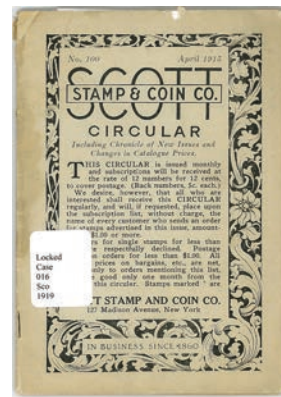 No. 100 April 1915
SCOTT
STAMP & COIN CO.
CIRCULAR
Including Chronicle of New Issues and
Changes in Catalogue Prices.
THIS CIRCULAR is issued monthly
and subscriptions will be received at
the rate of 12 numbers for 12 cents,
to cover postage. (Back numbers, 5c. each.)
We desire, however, that all who are
interested shall receive this CIRCULAR
regularly, and will, if requested, place upon
the subscription list, without charge, the
name of every customer who sends an order
for stamps advertised in this issue, amount-
$1.00 or more.
rs for single stamps for less than
respectfully declined. Postage
on orders for less than $1.00. All
prices on bargains, etc., are net,
only to orders mentioning this list,
good only one month from the
this circular. Stamps marked * are
Locked
Case
016
Sco
1919
TT STAMP AND COIN CO.
127 Madison Avenue, New York
IN BUSINESS SINCE 1860